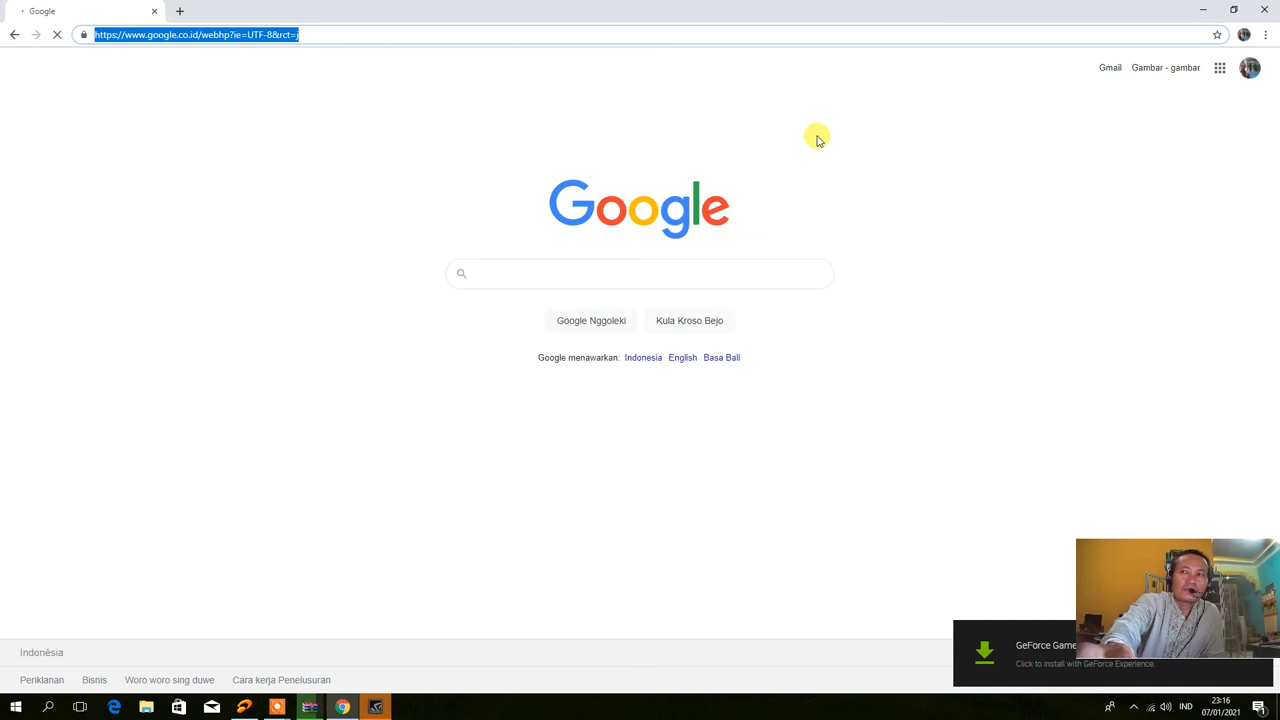 Google
https://www.google.co.id/webhp?ie=UTF-8&rct=j
Gmail Gambar - gambar
Google
Google Nggoleki Kula Kroso Bejo
Google menawarkan: Indonesia English Basa Bali
GeForce Game
Click to install with GeForce Experience.
Indonésia
Periklanan Bisnis Woro woro sing duwe Cara kerja Penelusuran
IND
23:16
07/01/2021
1